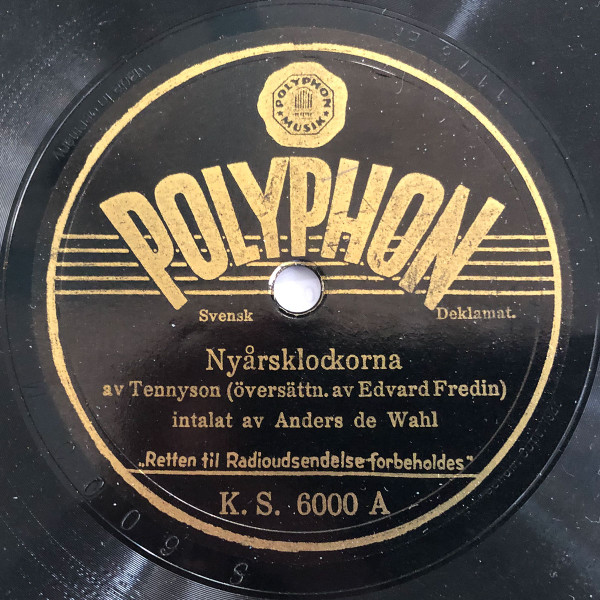 POLYPHON
MUSIK
POLYPHON
Svensk Deklamat.
Nyårsklockorna
av Tennyson (översättn. av Edvard Fredin)
intalat av Anders de Wahl
„Retten til Radioudsendelse forbeholdes”
K. S. 6000 A